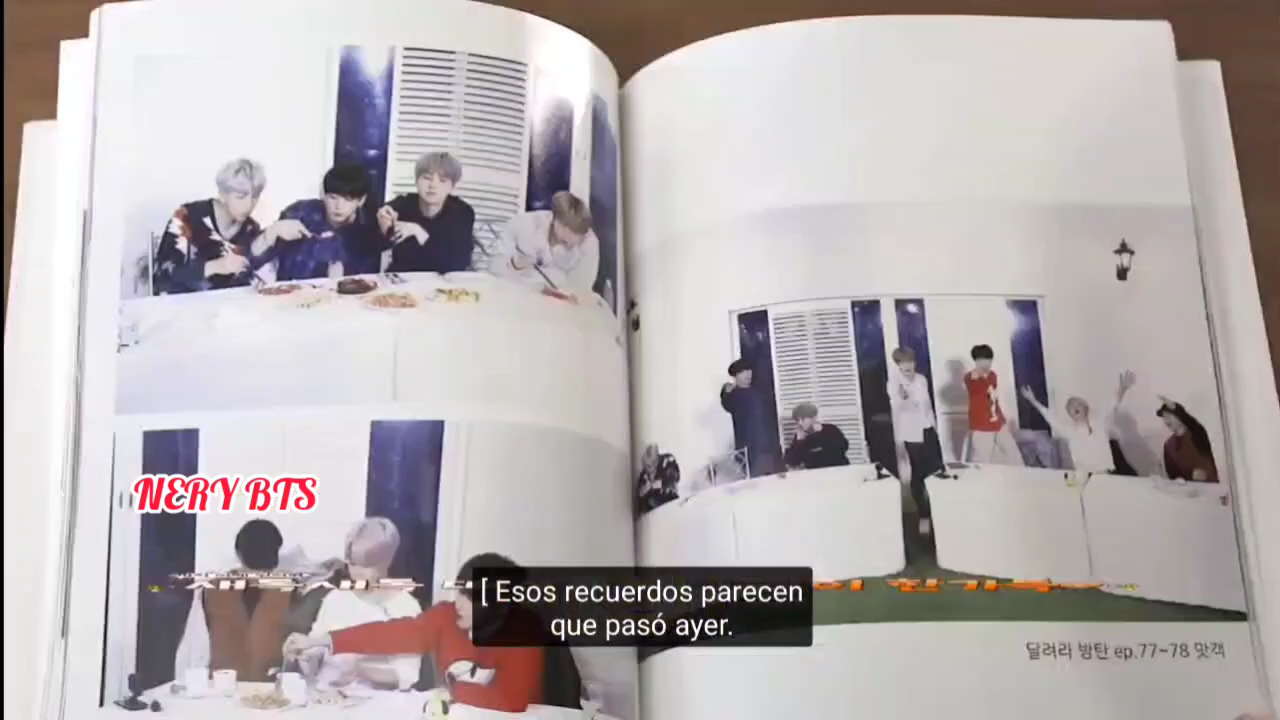 NERY BTS
[ Esos recuerdos parecen
que pasó ayer.
달려라 방탄 ep.77~78 맛객